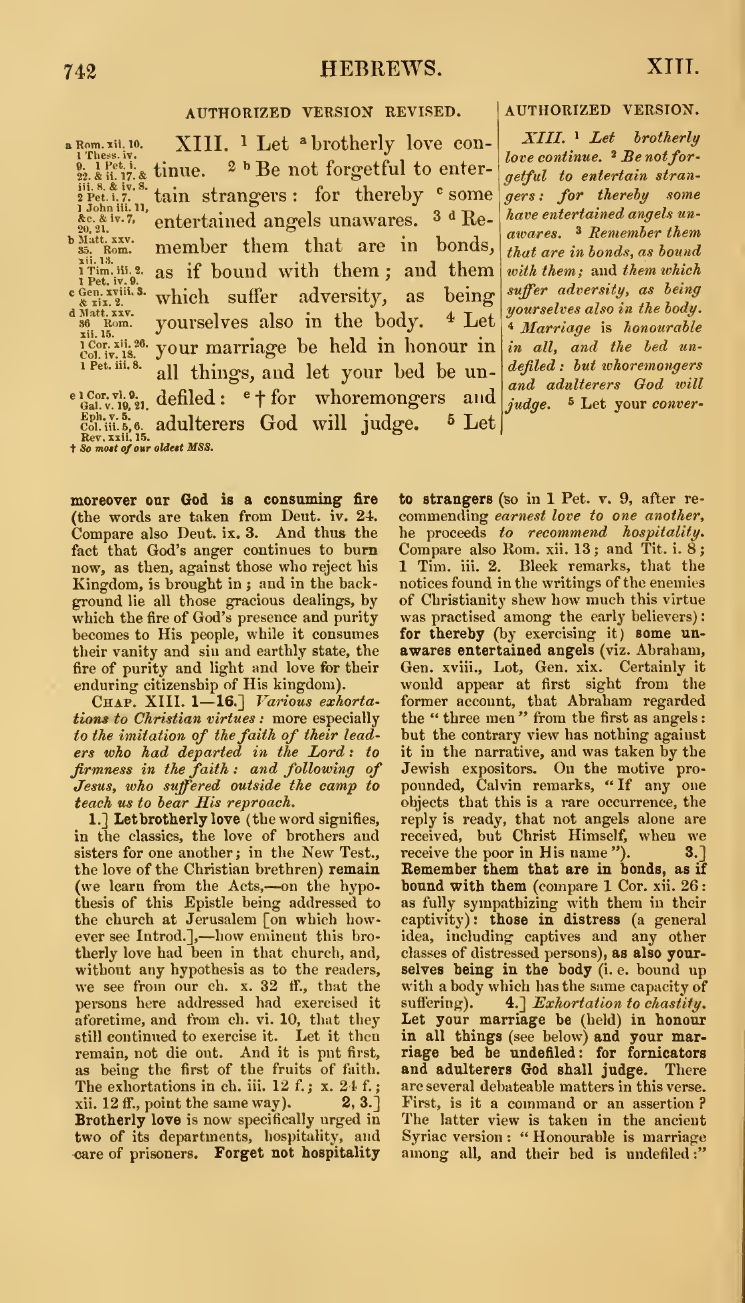 742
HEBREWS.
XIII.
AUTHORIZED VERSION REVISED.
a Rom. xii. 10.
1 Thess. iv.
9. 1 Pet. i.
22. & ii. 17. &
iii. 8. & iv. 8.
2 Pet. i. 7.
1 John iii. 11,
&c. & iv. 7,
20, 21.
b Matt. xxv.
35. Rom.
xii. 13.
1 Tim. iii. 2.
1 Pet. iv. 9.
c Gen. xviii. 3.
& xix. 2.
d Matt. xxv.
36 Rom.
xii. 15.
1 Cor. xii. 26.
Col. iv. 18.
1 Pet. iii. 8.
e 1 Cor. vi. 9.
Gal. v. 19, 21.
Eph. v. 5.
Col. iii. 5, 6.
Rev. xxii. 15.
† So most of our oldest MSS.
XIII. 1 Let a brotherly love con-
tinue. 2 b Be not forgetful to enter-
tain strangers: for thereby c some
entertained angels unawares. 3 d Re-
member them that are in bonds,
as if bound with them; and them
which suffer adversity, as being
yourselves also in the body. 4 Let
your marriage be held in honour in
all things, and let your bed be un-
defiled: e † for whoremongers and
adulterers God will judge. 5 Let
AUTHORIZED VERSION.
XIII. 1 Let brotherly
love continue. 2 Be not for-
getful to entertain stran-
gers: for thereby some
have entertained angels un-
awares. 3 Remember them
that are in bonds, as bound
with them; and them which
suffer adversity, as being
yourselves also in the body.
4 Marriage is honourable
in all, and the bed un-
defiled: but whoremongers
and adulterers God will
judge. 5 Let your conver-
moreover our God is a consuming fire
(the words are taken from Deut. iv. 24.
Compare also Deut. ix. 3. And thus the
fact that God's anger continues to burn
now, as then, against those who reject his
Kingdom, is brought in; and in the back-
ground lie all those gracious dealings, by
which the fire of God's presence and purity
becomes to His people, while it consumes
their vanity and sin and earthly state, the
fire of purity and light and love for their
enduring citizenship of His kingdom).
CHAP. XIII. 1—16.] Various exhorta-
tions to Christian virtues: more especially
to the imitation of the faith of their lead-
ers who had departed in the Lord: to
firmness in the faith: and following of
Jesus, who suffered outside the camp to
teach us to bear His reproach.
1.] Let brotherly love (the word signifies,
in the classics, the love of brothers and
sisters for one another; in the New Test.,
the love of the Christian brethren) remain
(we learn from the Acts,—on the hypo-
thesis of this Epistle being addressed to
the church at Jerusalem [on which how-
ever see Introd.],—how eminent this bro-
therly love had been in that church, and,
without any hypothesis as to the readers,
we see from our ch. x. 32 ff., that the
persons here addressed had exercised it
aforetime, and from ch. vi. 10, that they
still continued to exercise it. Let it then
remain, not die out. And it is put first,
as being the first of the fruits of faith.
The exhortations in ch. iii. 12 f.; x. 24 f.;
xii. 12 ff., point the same way). 2, 3.]
Brotherly love is now specifically urged in
two of its departments, hospitality, and
care of prisoners. Forget not hospitality
to strangers (so in 1 Pet. v. 9, after re-
commending earnest love to one another,
he proceeds to recommend hospitality.
Compare also Rom. xii. 13; and Tit. i. 8;
1 Tim. iii. 2. Bleek remarks, that the
notices found in the writings of the enemies
of Christianity shew how much this virtue
was practised among the early believers):
for thereby (by exercising it) some un-
awares entertained angels (viz. Abraham,
Gen. xviii., Lot, Gen. xix. Certainly it
would appear at first sight from the
former account, that Abraham regarded
the "three men" from the first as angels:
but the contrary view has nothing against
it in the narrative, and was taken by the
Jewish expositors. On the motive pro-
pounded, Calvin remarks, "If any one
objects that this is a rare occurrence, the
reply is ready, that not angels alone are
received, but Christ Himself, when we
receive the poor in His name"). 3.]
Remember them that are in bonds, as if
bound with them (compare 1 Cor. xii. 26:
as fully sympathizing with them in their
captivity): those in distress (a general
idea, including captives and any other
classes of distressed persons), as also your-
selves being in the body (i. e. bound up
with a body which has the same capacity of
suffering). 4.] Exhortation to chastity.
Let your marriage be (held) in honour
in all things (see below) and your mar-
riage bed be undefiled: for fornicators
and adulterers God shall judge. There
are several debateable matters in this verse.
First, is it a command or an assertion?
The latter view is taken in the ancient
Syriac version: "Honourable is marriage
among all, and their bed is undefiled:"